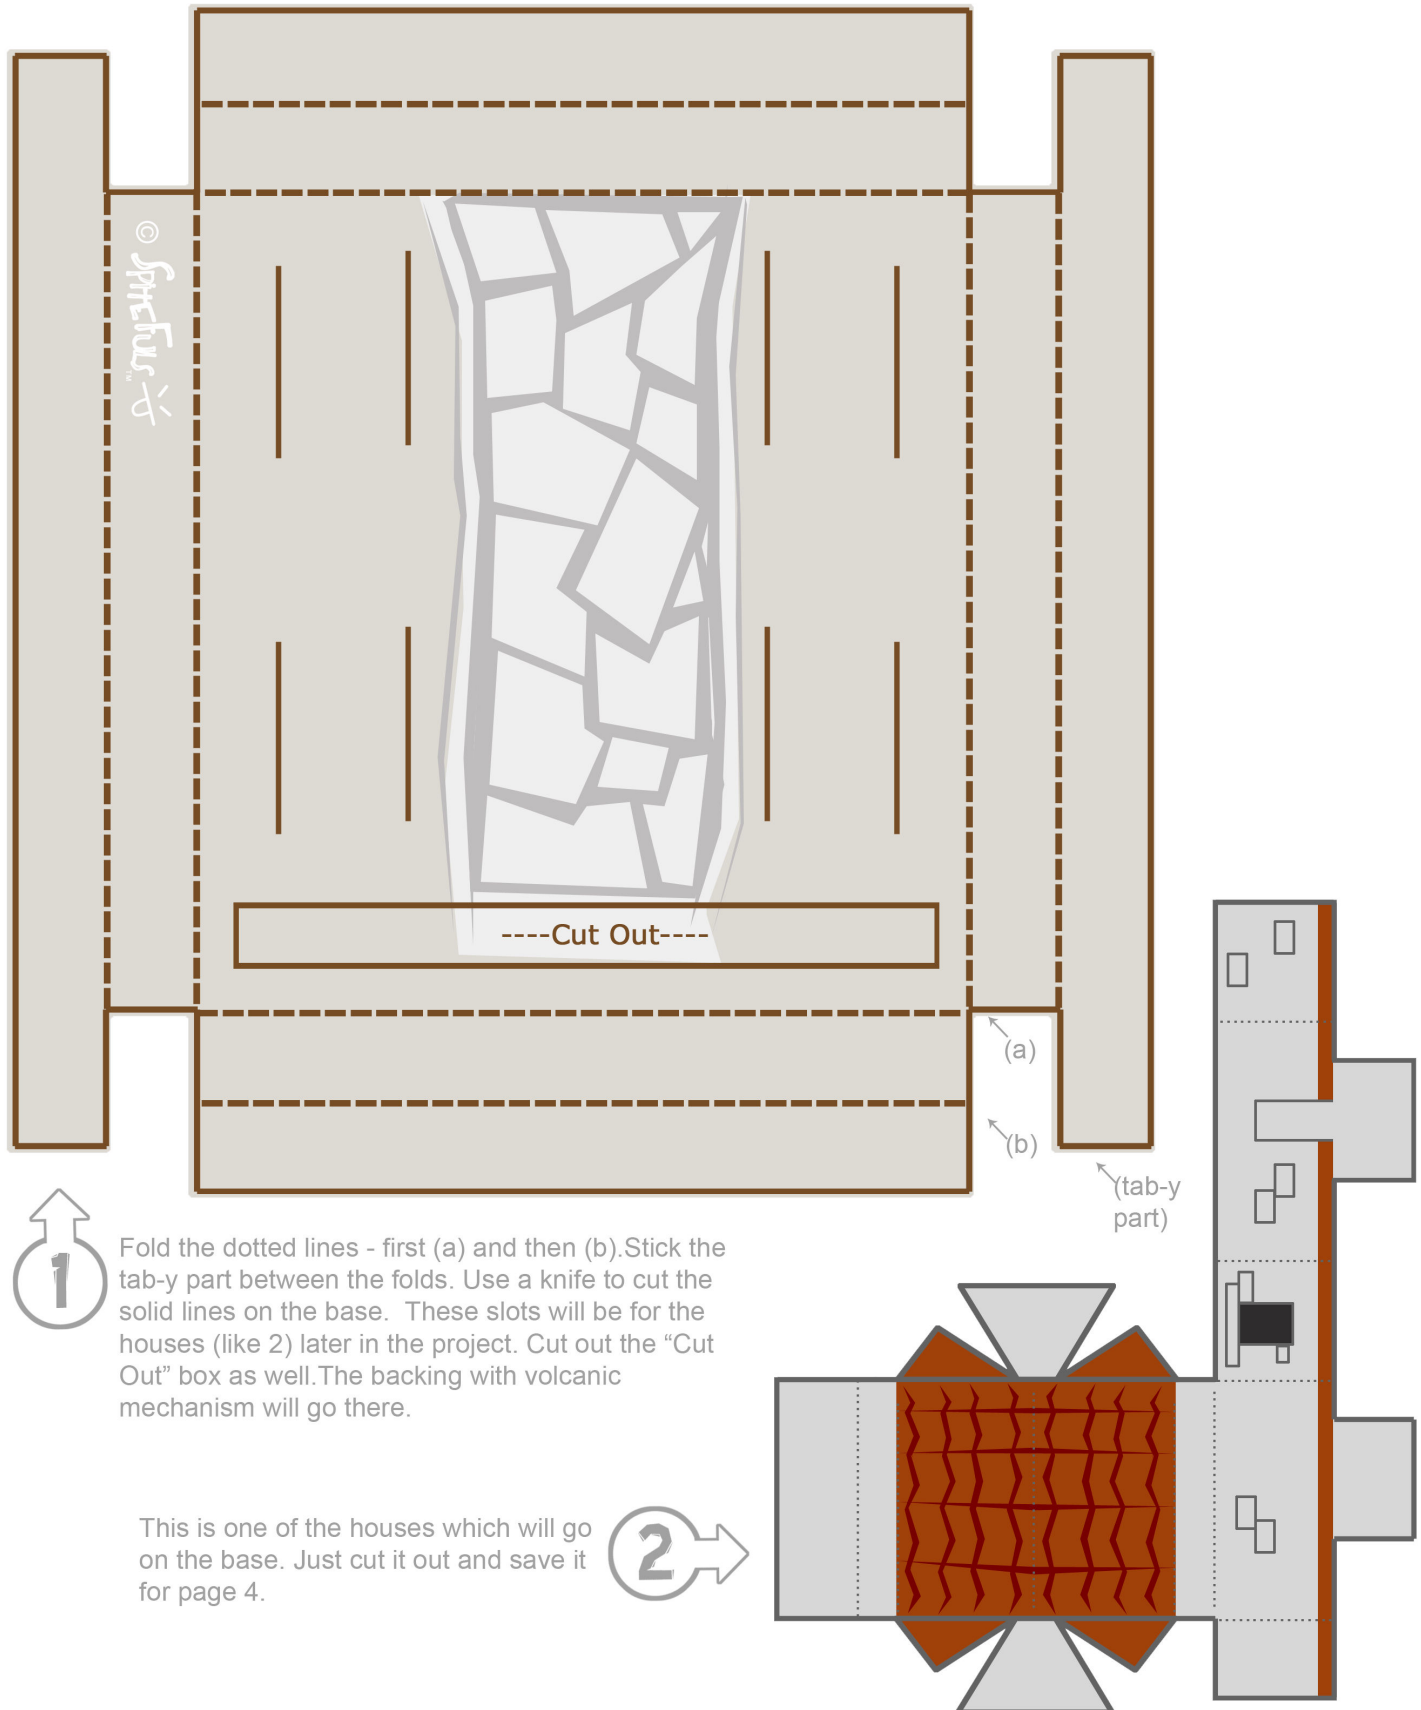 ©
TM
----Cut Out----
(a)
(b)
(tab-y
part)
1
Fold the dotted lines - first (a) and then (b).Stick the
tab-y part between the folds. Use a knife to cut the
solid lines on the base.  These slots will be for the
houses (like 2) later in the project. Cut out the “Cut
Out” box as well.The backing with volcanic
mechanism will go there.
This is one of the houses which will go
on the base. Just cut it out and save it
for page 4.
2